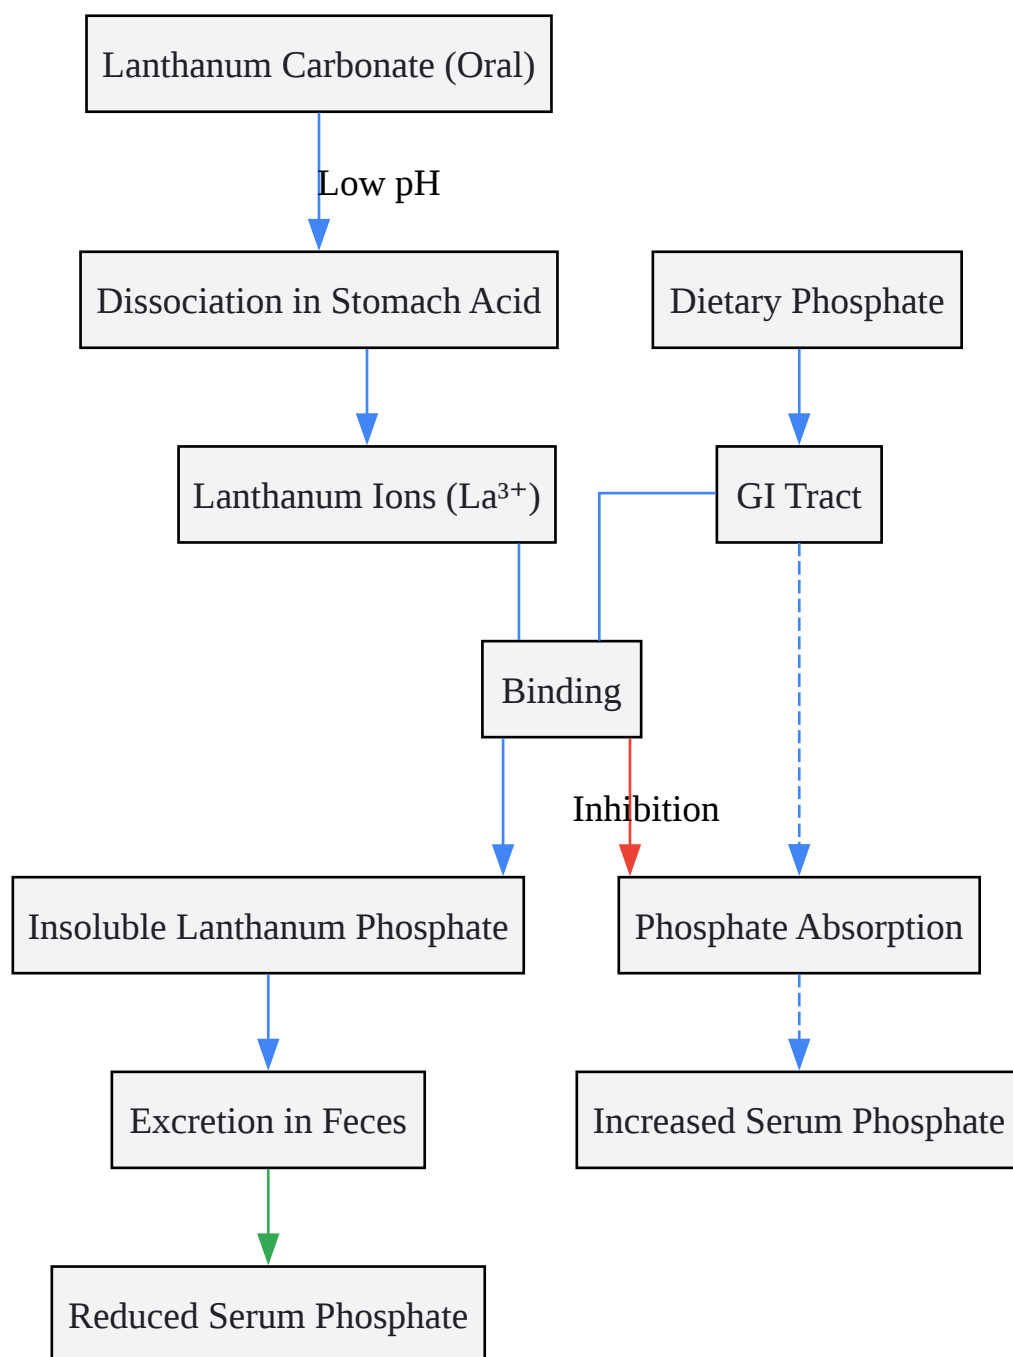 Lanthanum Carbonate (Oral)
Low pH
Dissociation in Stomach Acid
Dietary Phosphate
Lanthanum Ions (La³⁺)
GI Tract
Binding
Inhibition
Insoluble Lanthanum Phosphate
Phosphate Absorption
Excretion in Feces
Increased Serum Phosphate
Reduced Serum Phosphate